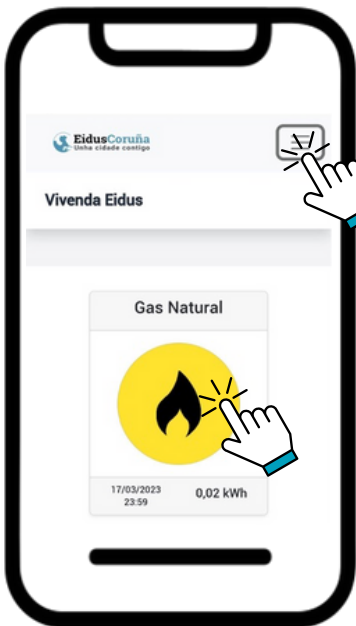 EidusCoruña
Unha cidade contigo
Vivenda Eidus
Gas Natural
17/03/2023
23:59
0,02 kWh